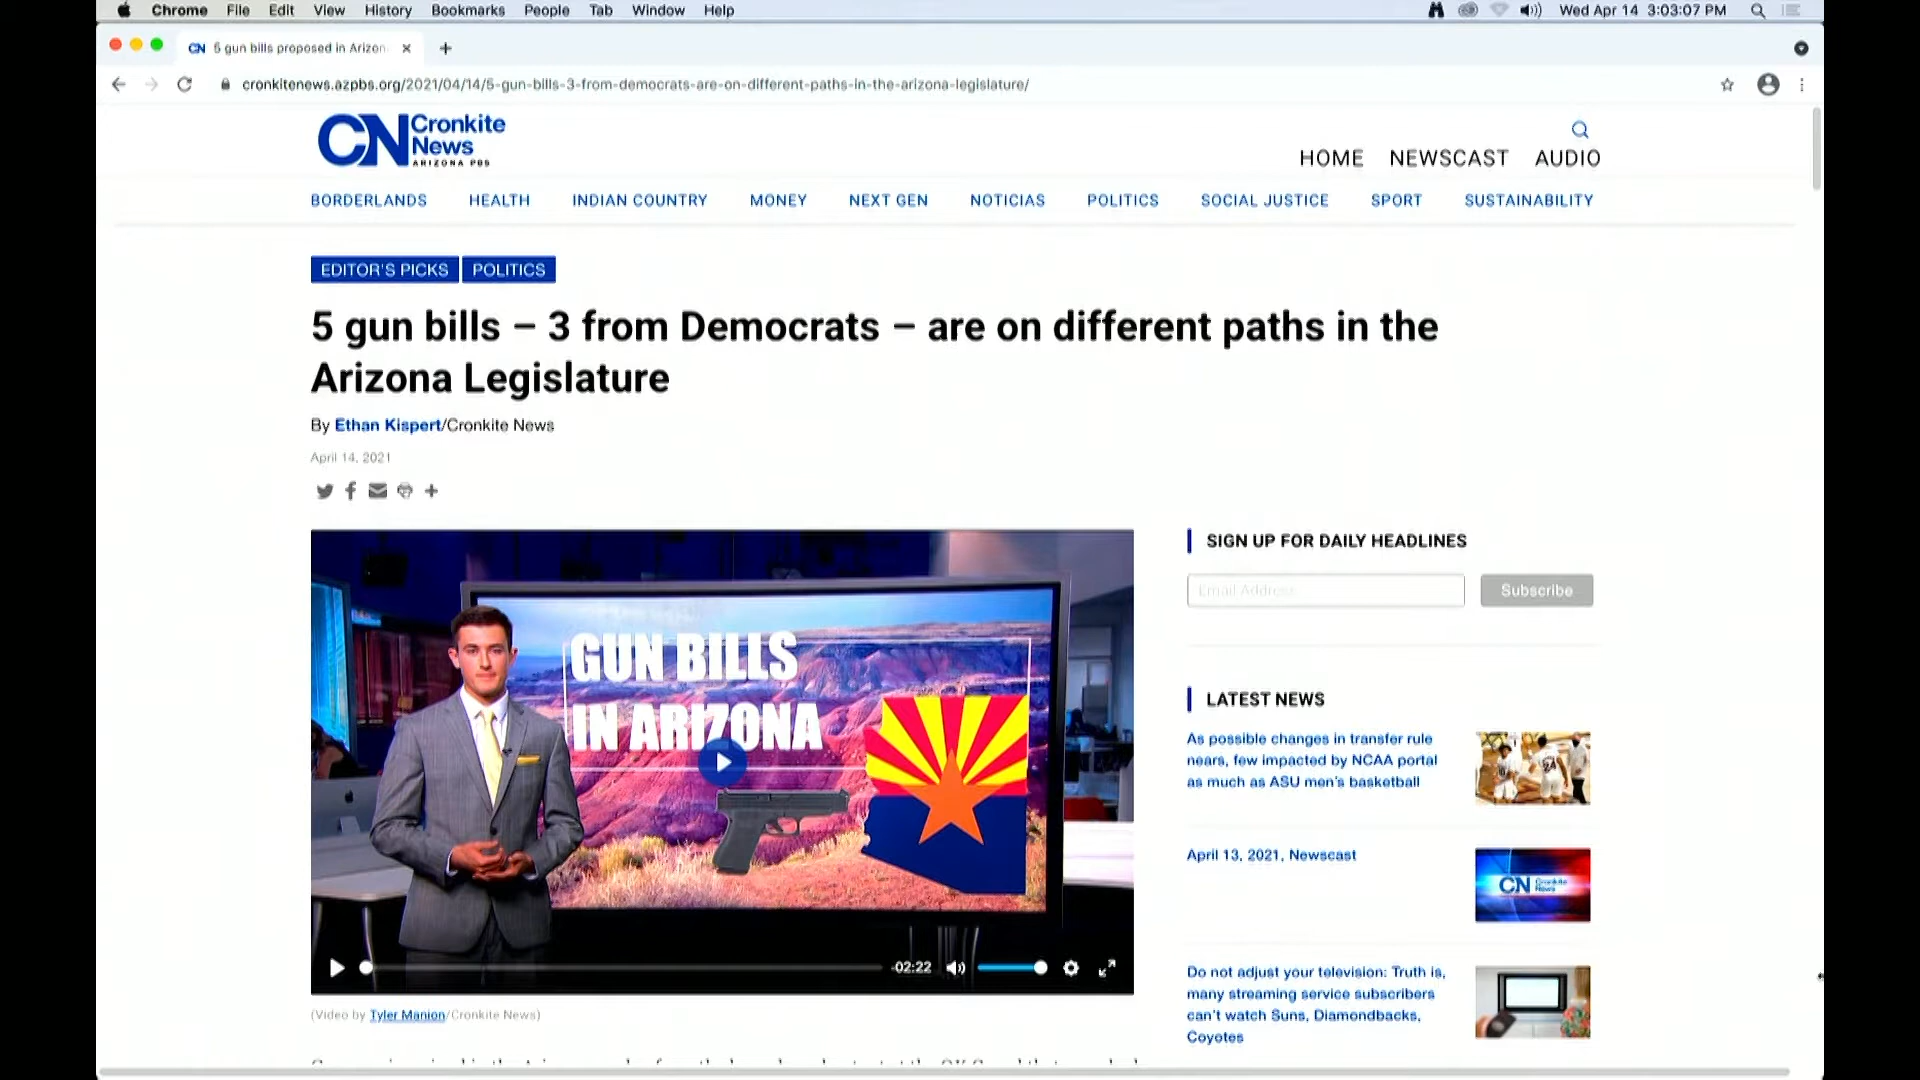 Chrome File Edit View History Bookmarks People Tab Window Help
Wed Apr 14 3:03:07 PM
CN 5 gun bills proposed in Arizon
cronkitenews.azpbs.org/2021/04/14/5-gun-bills-3-from-democrats-are-on-different-paths-in-the-arizona-legislature/
CN Cronkite
News
ARIZONA PBS
HOME NEWSCAST AUDIO
BORDERLANDS HEALTH INDIAN COUNTRY MONEY NEXT GEN NOTICIAS POLITICS SOCIAL JUSTICE SPORT SUSTAINABILITY
EDITOR'S PICKS POLITICS
5 gun bills – 3 from Democrats – are on different paths in the
Arizona Legislature
By Ethan Kispert/Cronkite News
April 14, 2021
GUN BILLS
IN ARIZONA
-02:22
(Video by Tyler Manion/Cronkite News)
SIGN UP FOR DAILY HEADLINES
Email Address
Subscribe
LATEST NEWS
As possible changes in transfer rule
nears, few impacted by NCAA portal
as much as ASU men's basketball
April 13, 2021, Newscast
CN Cronkite
News
Do not adjust your television: Truth is,
many streaming service subscribers
can't watch Suns, Diamondbacks,
Coyotes